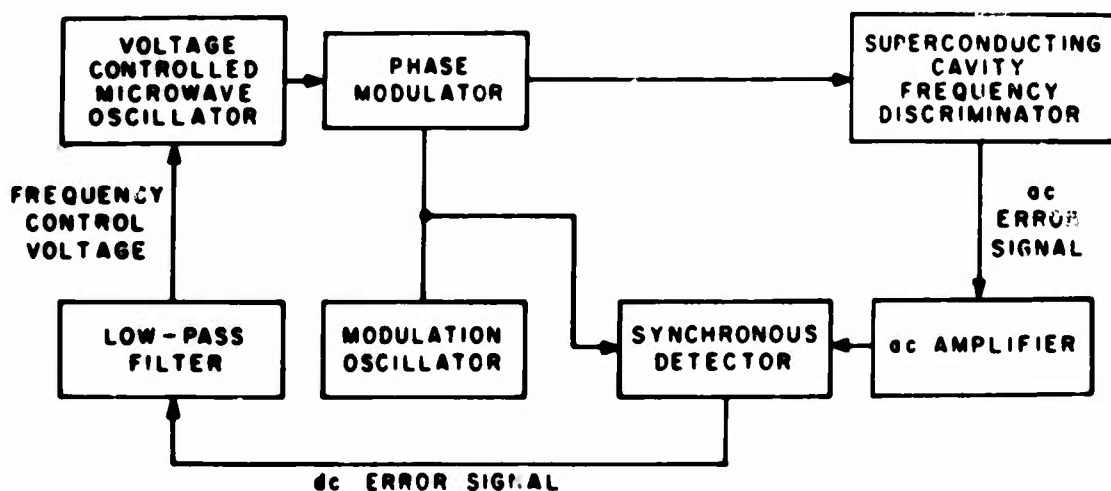 VOLTAGE
CONTROLLED
MICROWAVE
OSCILLATOR
PHASE
MODULATOR
SUPERCONDUCTING
CAVITY
FREQUENCY
DISCRIMINATOR
FREQUENCY
CONTROL
VOLTAGE
ac
ERROR
SIGNAL
LOW-PASS
FILTER
MODULATION
OSCILLATOR
SYNCHRONOUS
DETECTOR
ac AMPLIFIER
dc ERROR SIGNAL